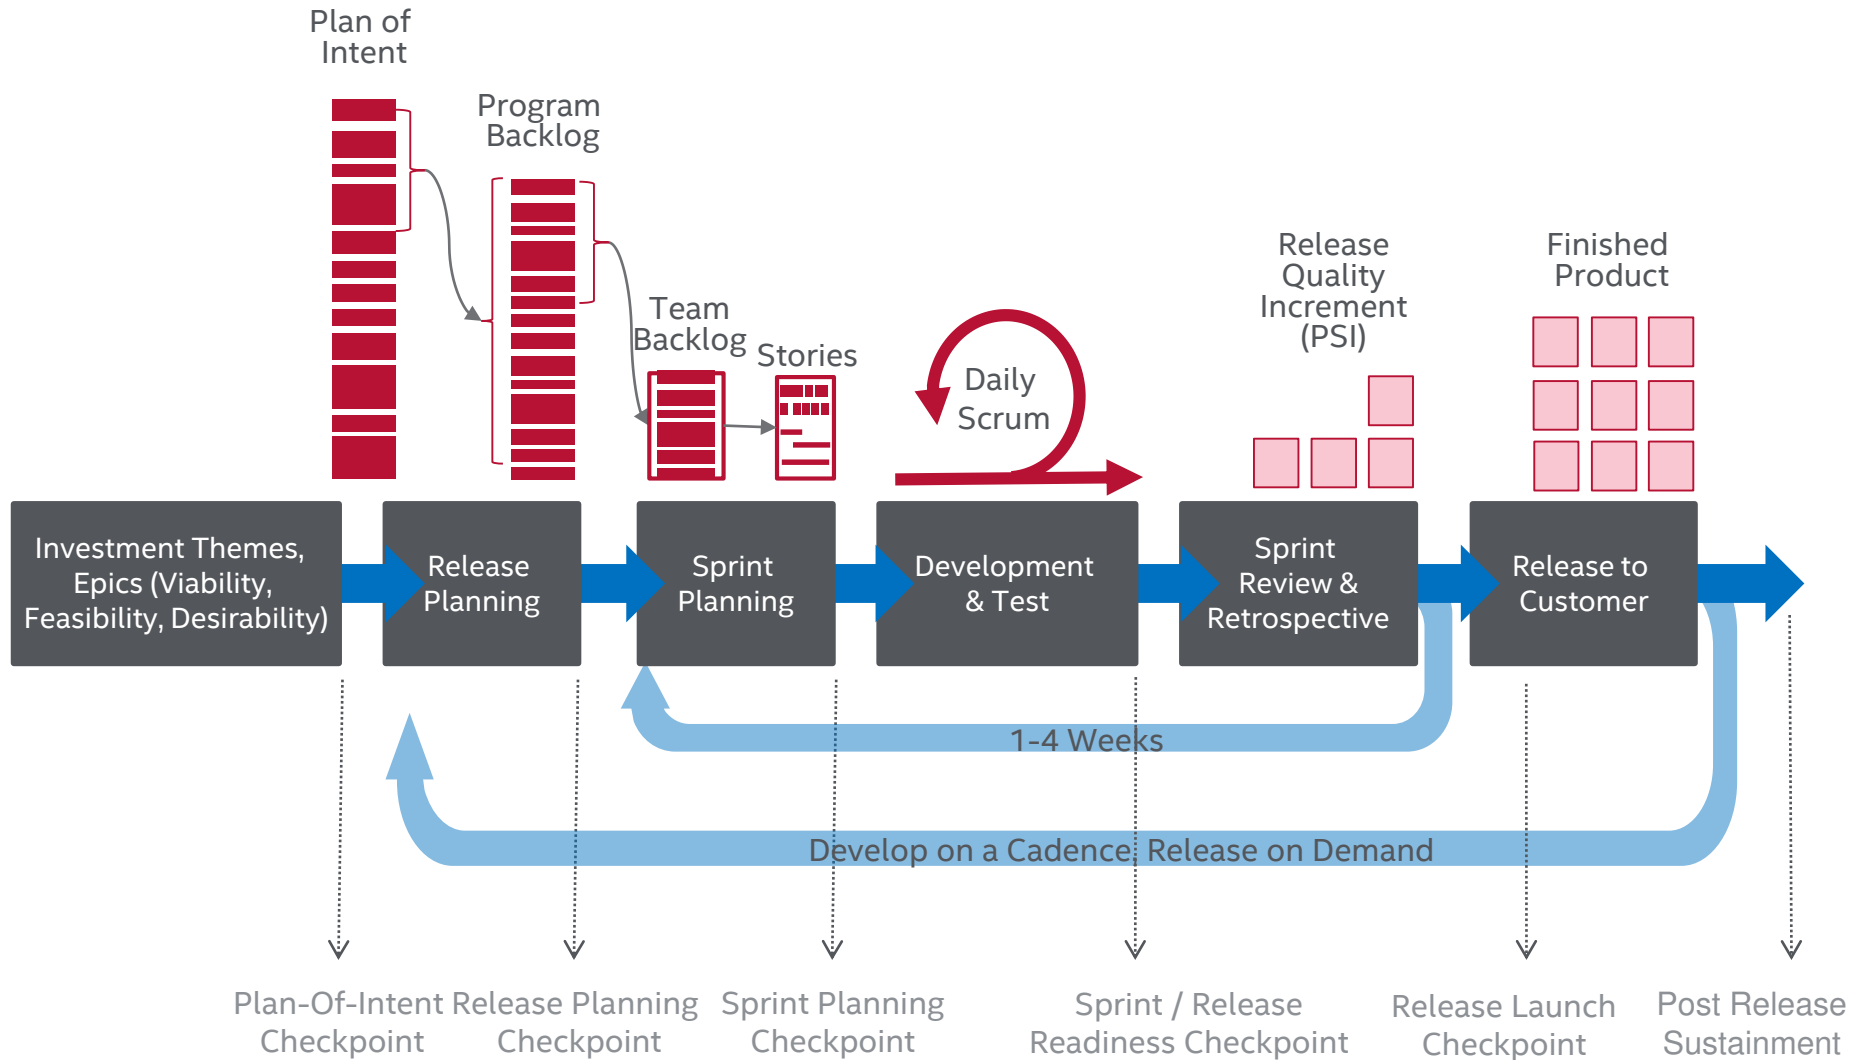 Plan of
Intent
Program
Backlog
Team
Backlog
Stories
Daily
Scrum
Release
Quality
Increment
(PSI)
Finished
Product
Investment Themes,
Epics (Viability,
Feasibility, Desirability)
Release
Planning
Sprint
Planning
Development
& Test
Sprint
Review &
Retrospective
Release to
Customer
1-4 Weeks
Develop on a Cadence, Release on Demand
Plan-Of-Intent
Checkpoint
Release Planning
Checkpoint
Sprint Planning
Checkpoint
Sprint / Release
Readiness Checkpoint
Release Launch
Checkpoint
Post Release
Sustainment